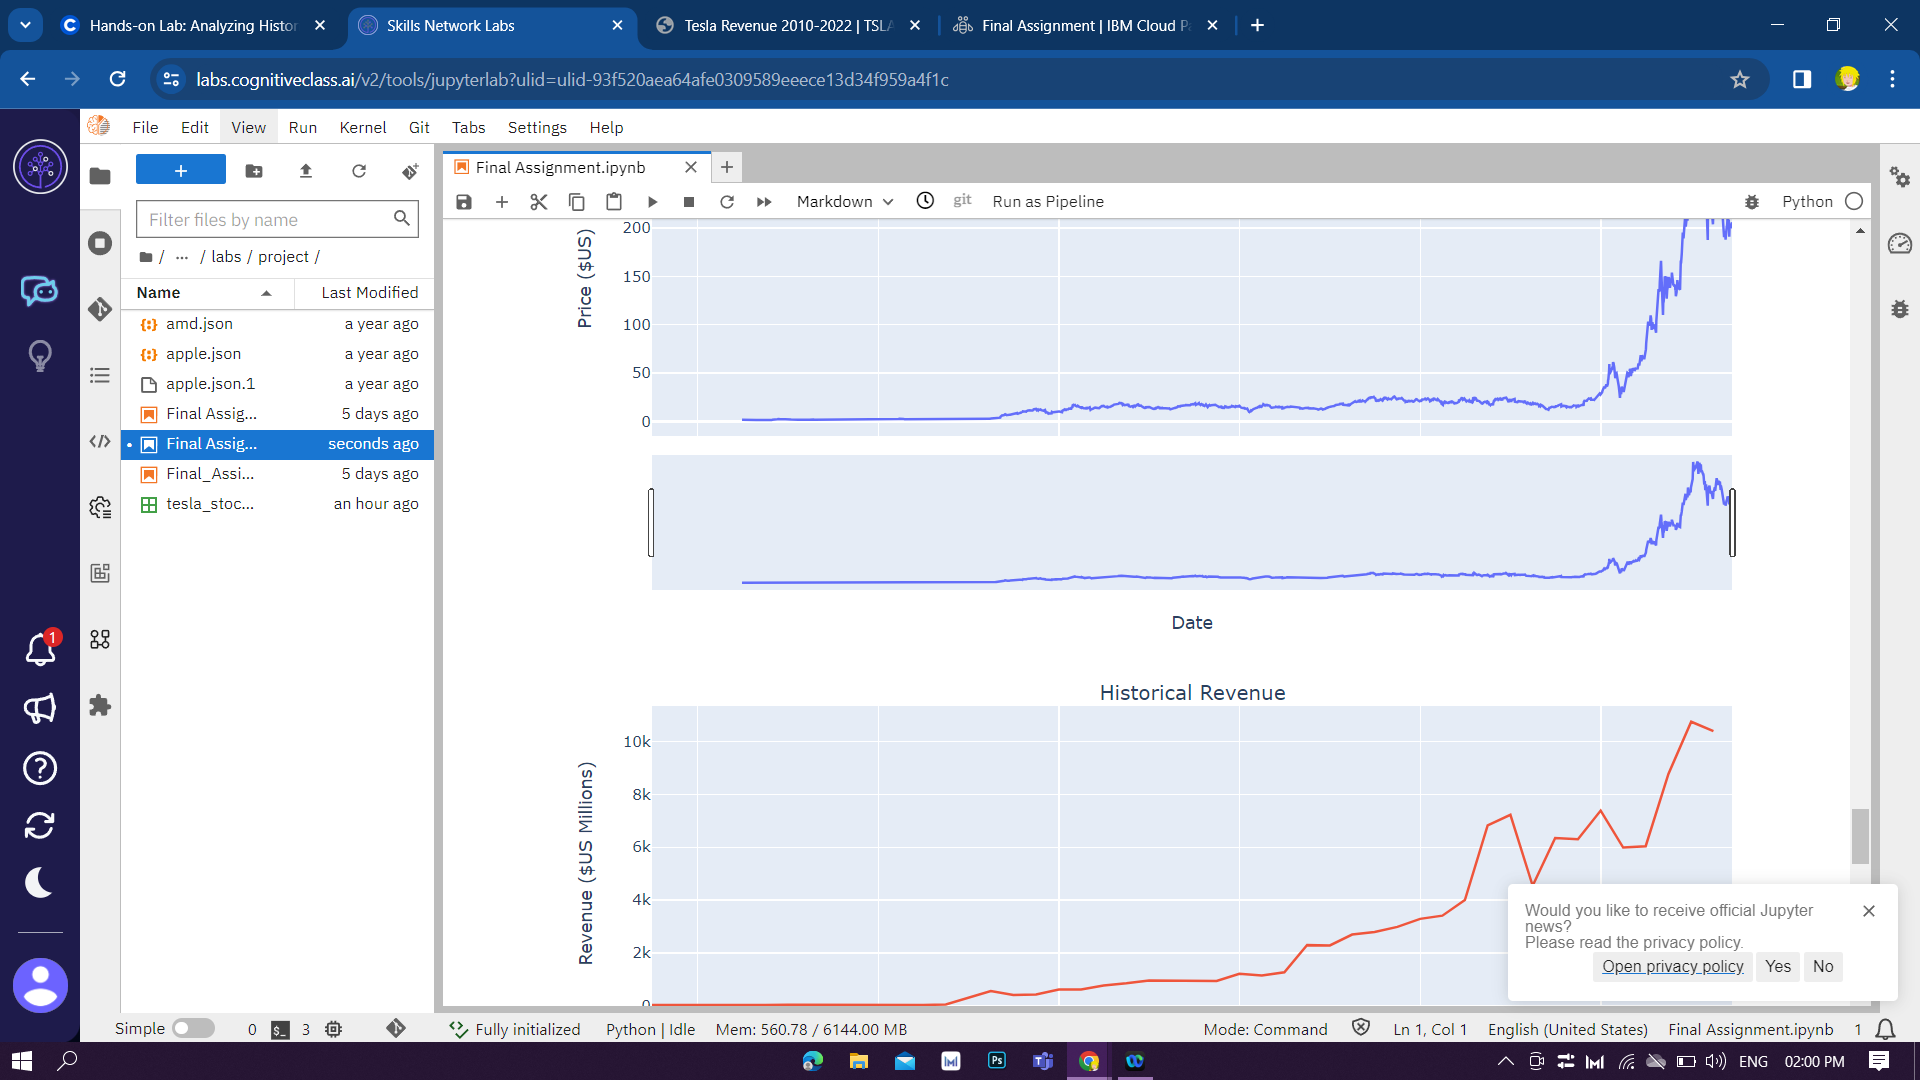 Hands-on Lab: Analyzing Histor
Skills Network Labs
Tesla Revenue 2010-2022 | TSLA
Final Assignment | IBM Cloud Pa
labs.cognitiveclass.ai/v2/tools/jupyterlab?ulid=ulid-93f520aea64afe0309589eeece13d34f959a4f1c
File Edit View Run Kernel Git Tabs Settings Help
Final Assignment.ipynb
Markdown git Run as Pipeline Python
Filter files by name
/ ... / labs / project /
Name Last Modified
amd.json a year ago
apple.json a year ago
apple.json.1 a year ago
Final Assig... 5 days ago
Final Assig... seconds ago
Final_Assi... 5 days ago
tesla_stoc... an hour ago
Price ($US)
200
150
100
50
0
Date
Historical Revenue
Revenue ($US Millions)
10k
8k
6k
4k
2k
0
Would you like to receive official Jupyter
news?
Please read the privacy policy.
Open privacy policy Yes No
1
Simple 0 $_ 3 Fully initialized Python | Idle Mem: 560.78 / 6144.00 MB Mode: Command Ln 1, Col 1 English (United States) Final Assignment.ipynb 1
Ps ENG 02:00 PM